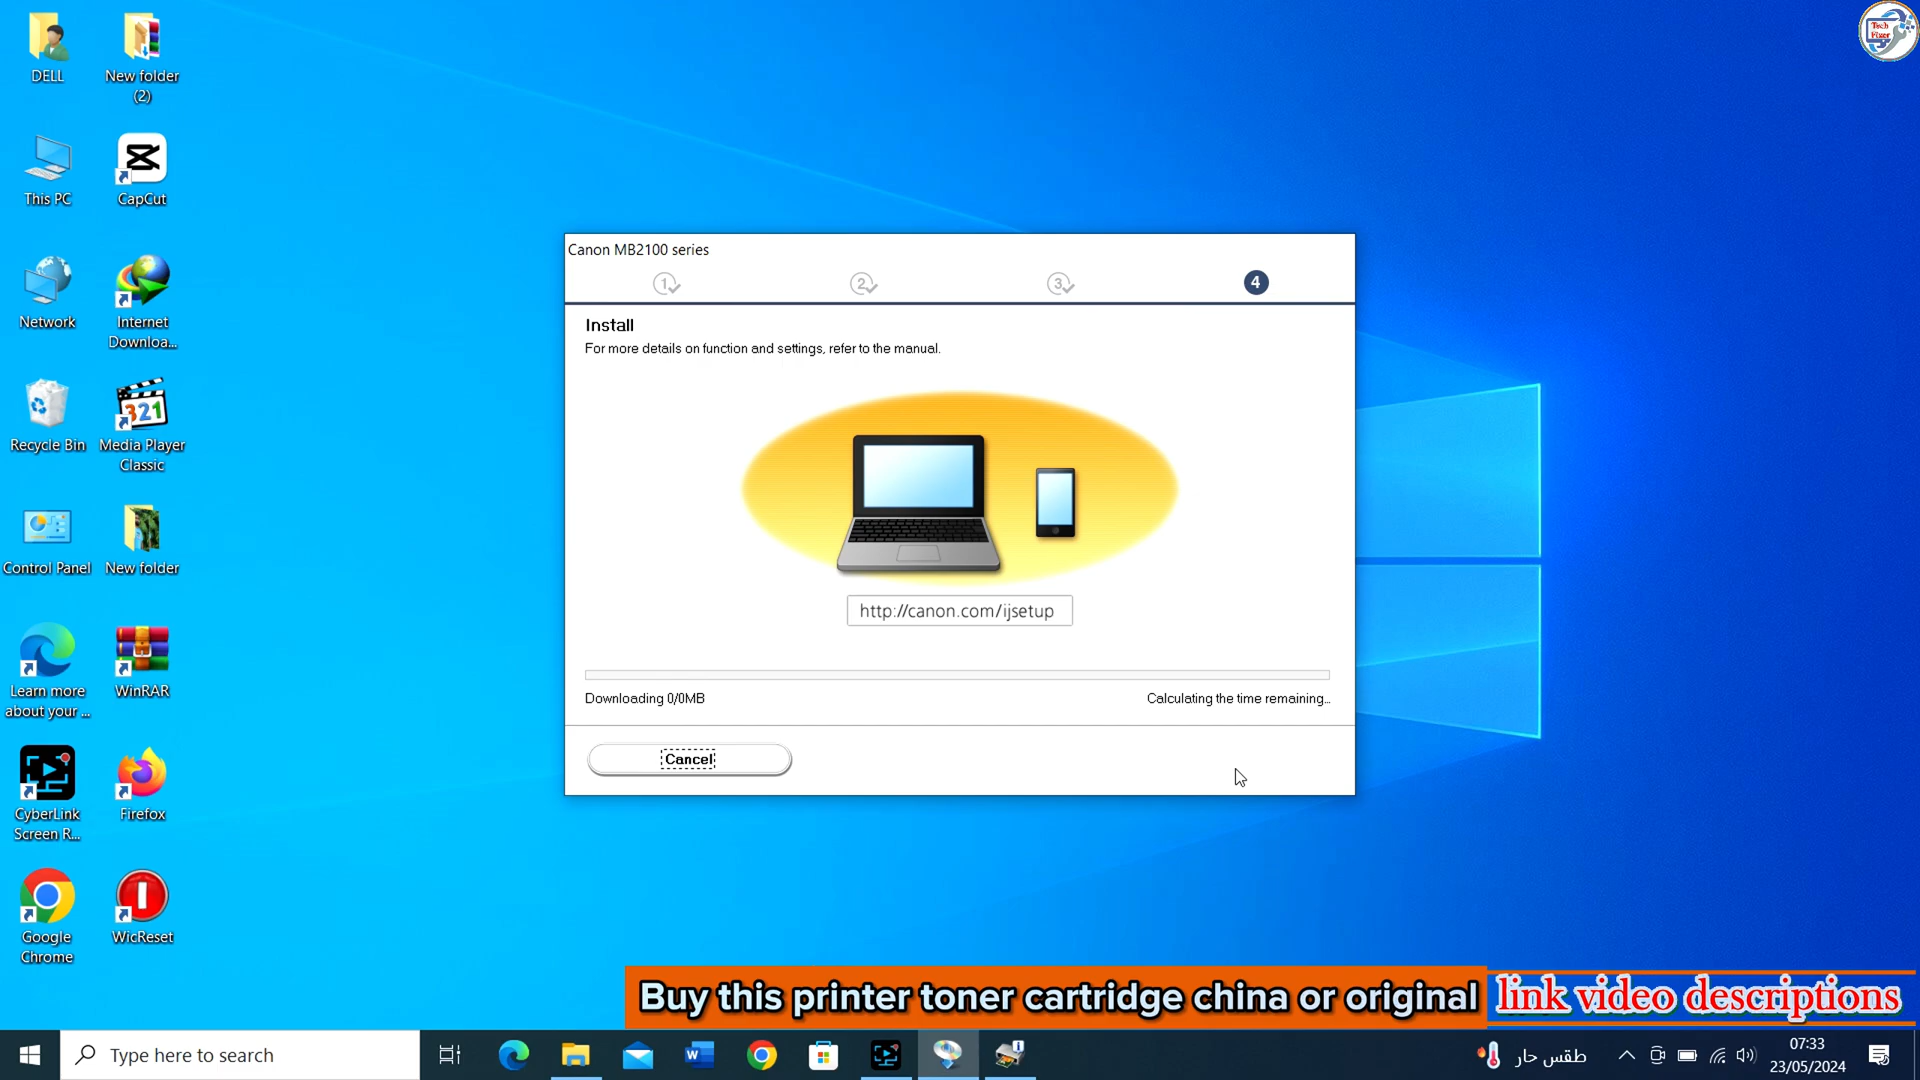 DELL
New folder
(2)
This PC
CapCut
Network
Internet
Downloa...
Recycle Bin
321
Media Player
Classic
Control Panel
New folder
Learn more
about your ...
WinRAR
CyberLink
Screen R...
Firefox
Google
Chrome
WicReset
Tech
Fixer
Canon MB2100 series
1
2
3
4
Install
For more details on function and settings, refer to the manual.
http://canon.com/ijsetup
Downloading 0/0MB
Calculating the time remaining...
Cancel
Buy this printer toner cartridge china or original
link video descriptions
Type here to search
طقس حار
07:33
23/05/2024